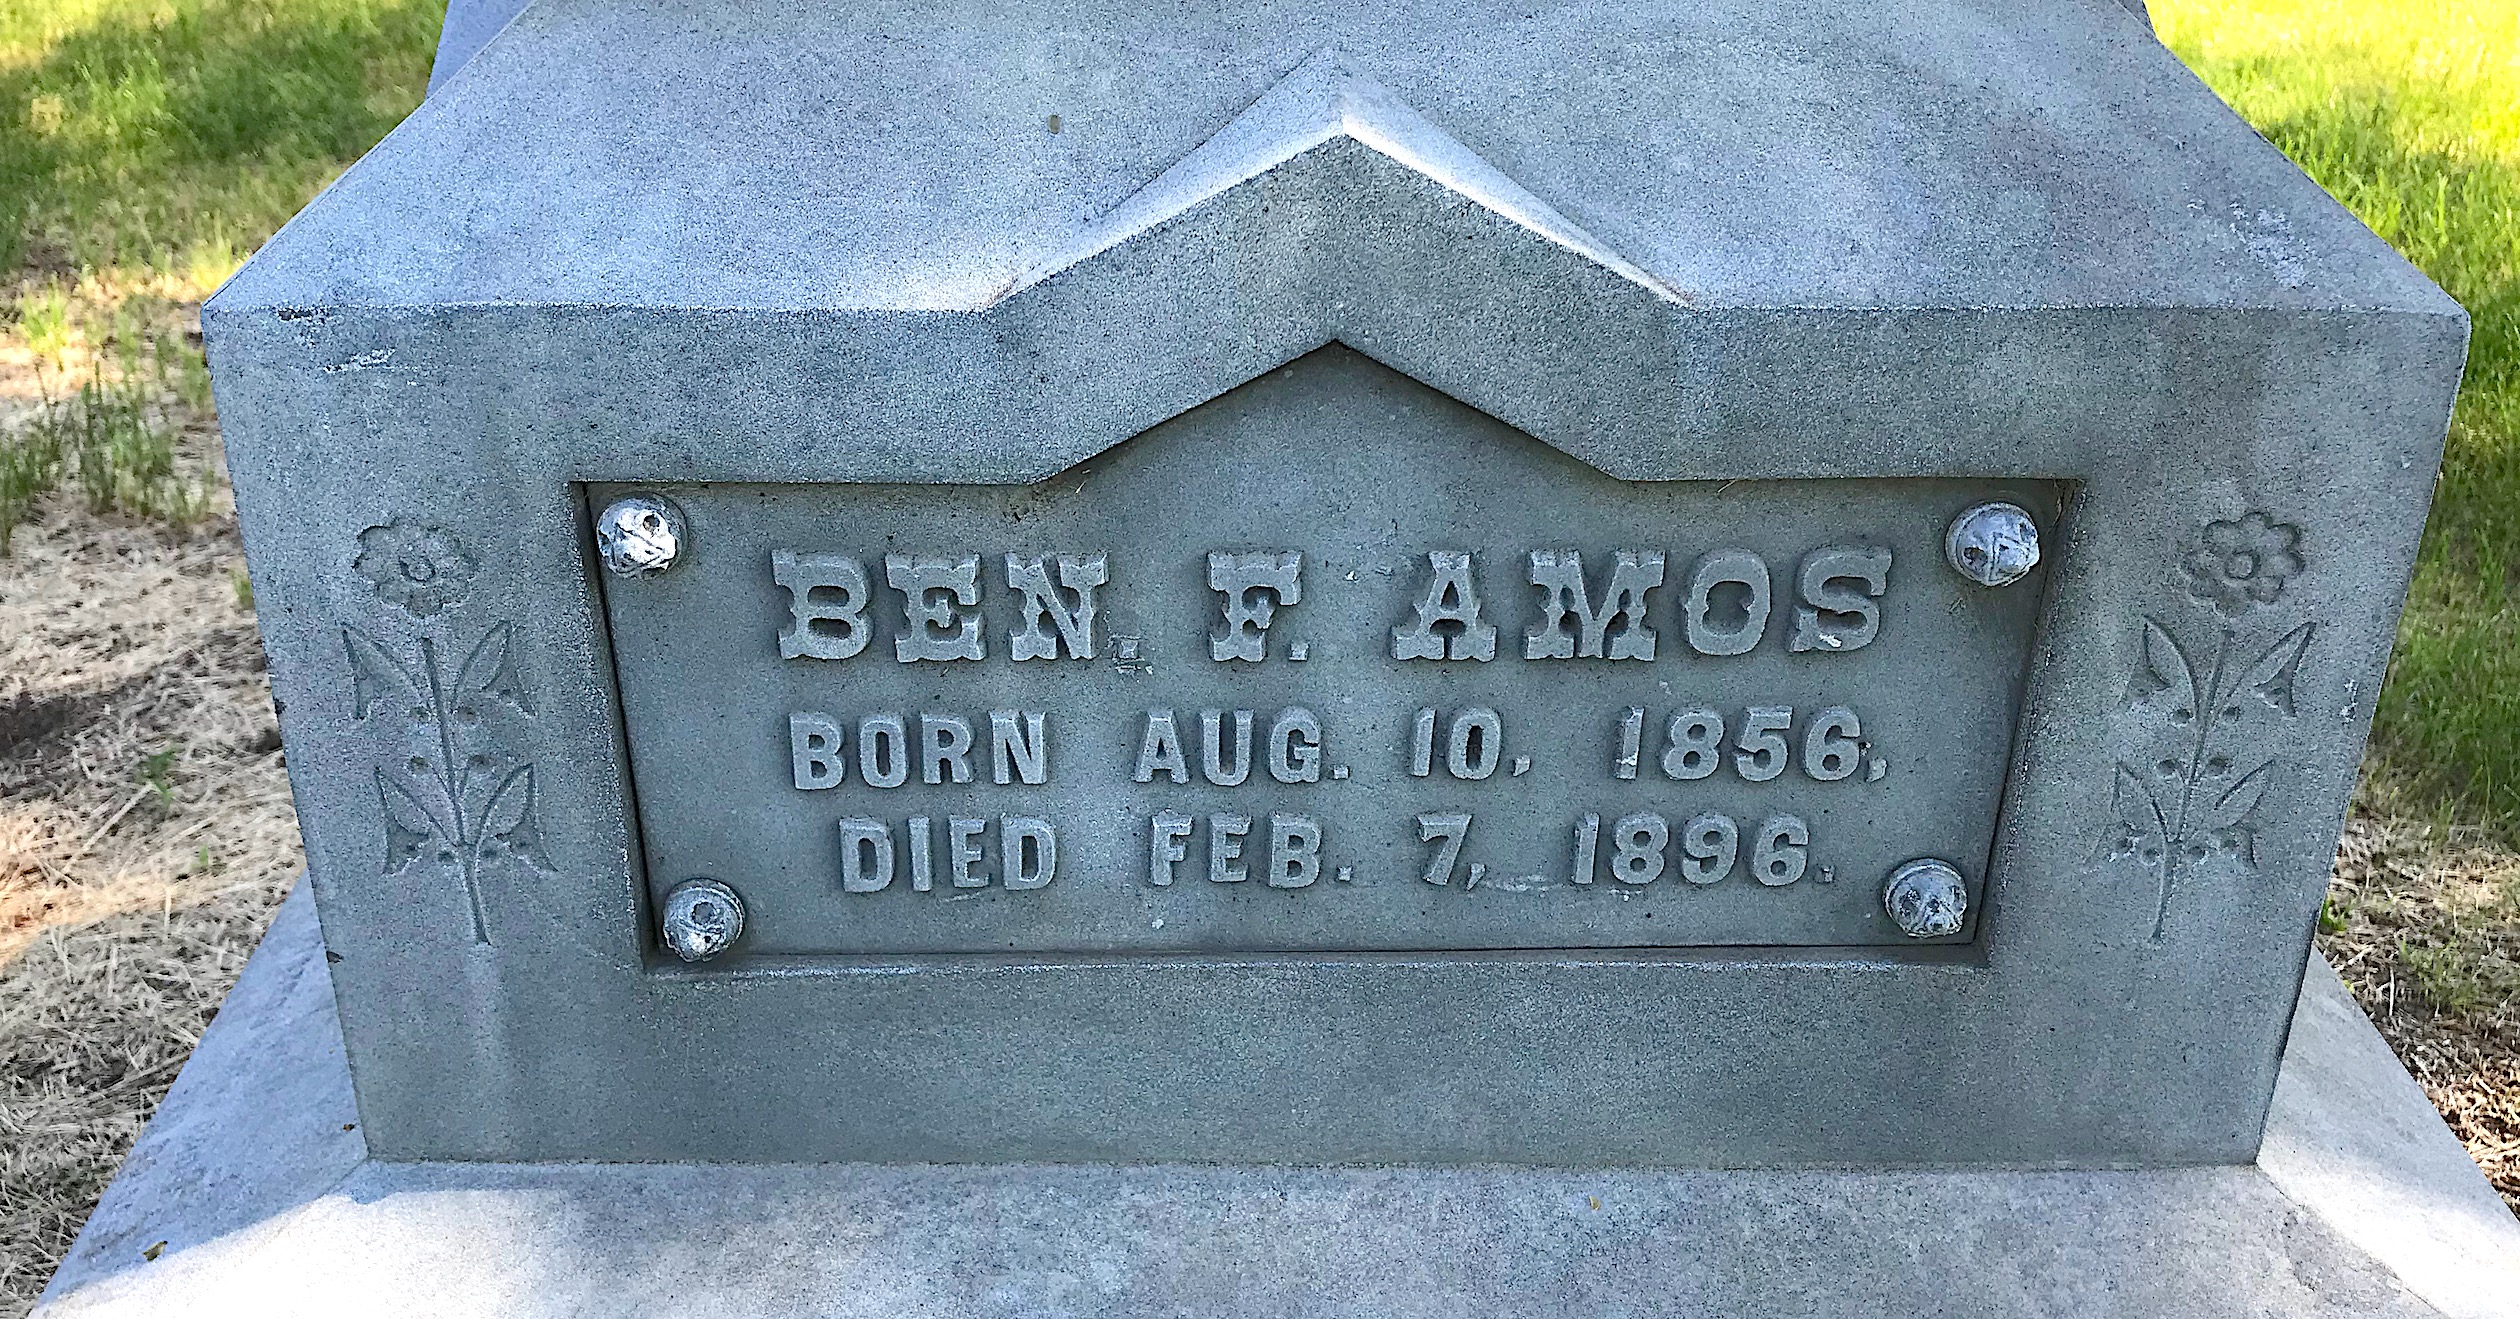 BEN. F. AMOS
BORN AUG. 10, 1856,
DIED FEB. 7, 1896.